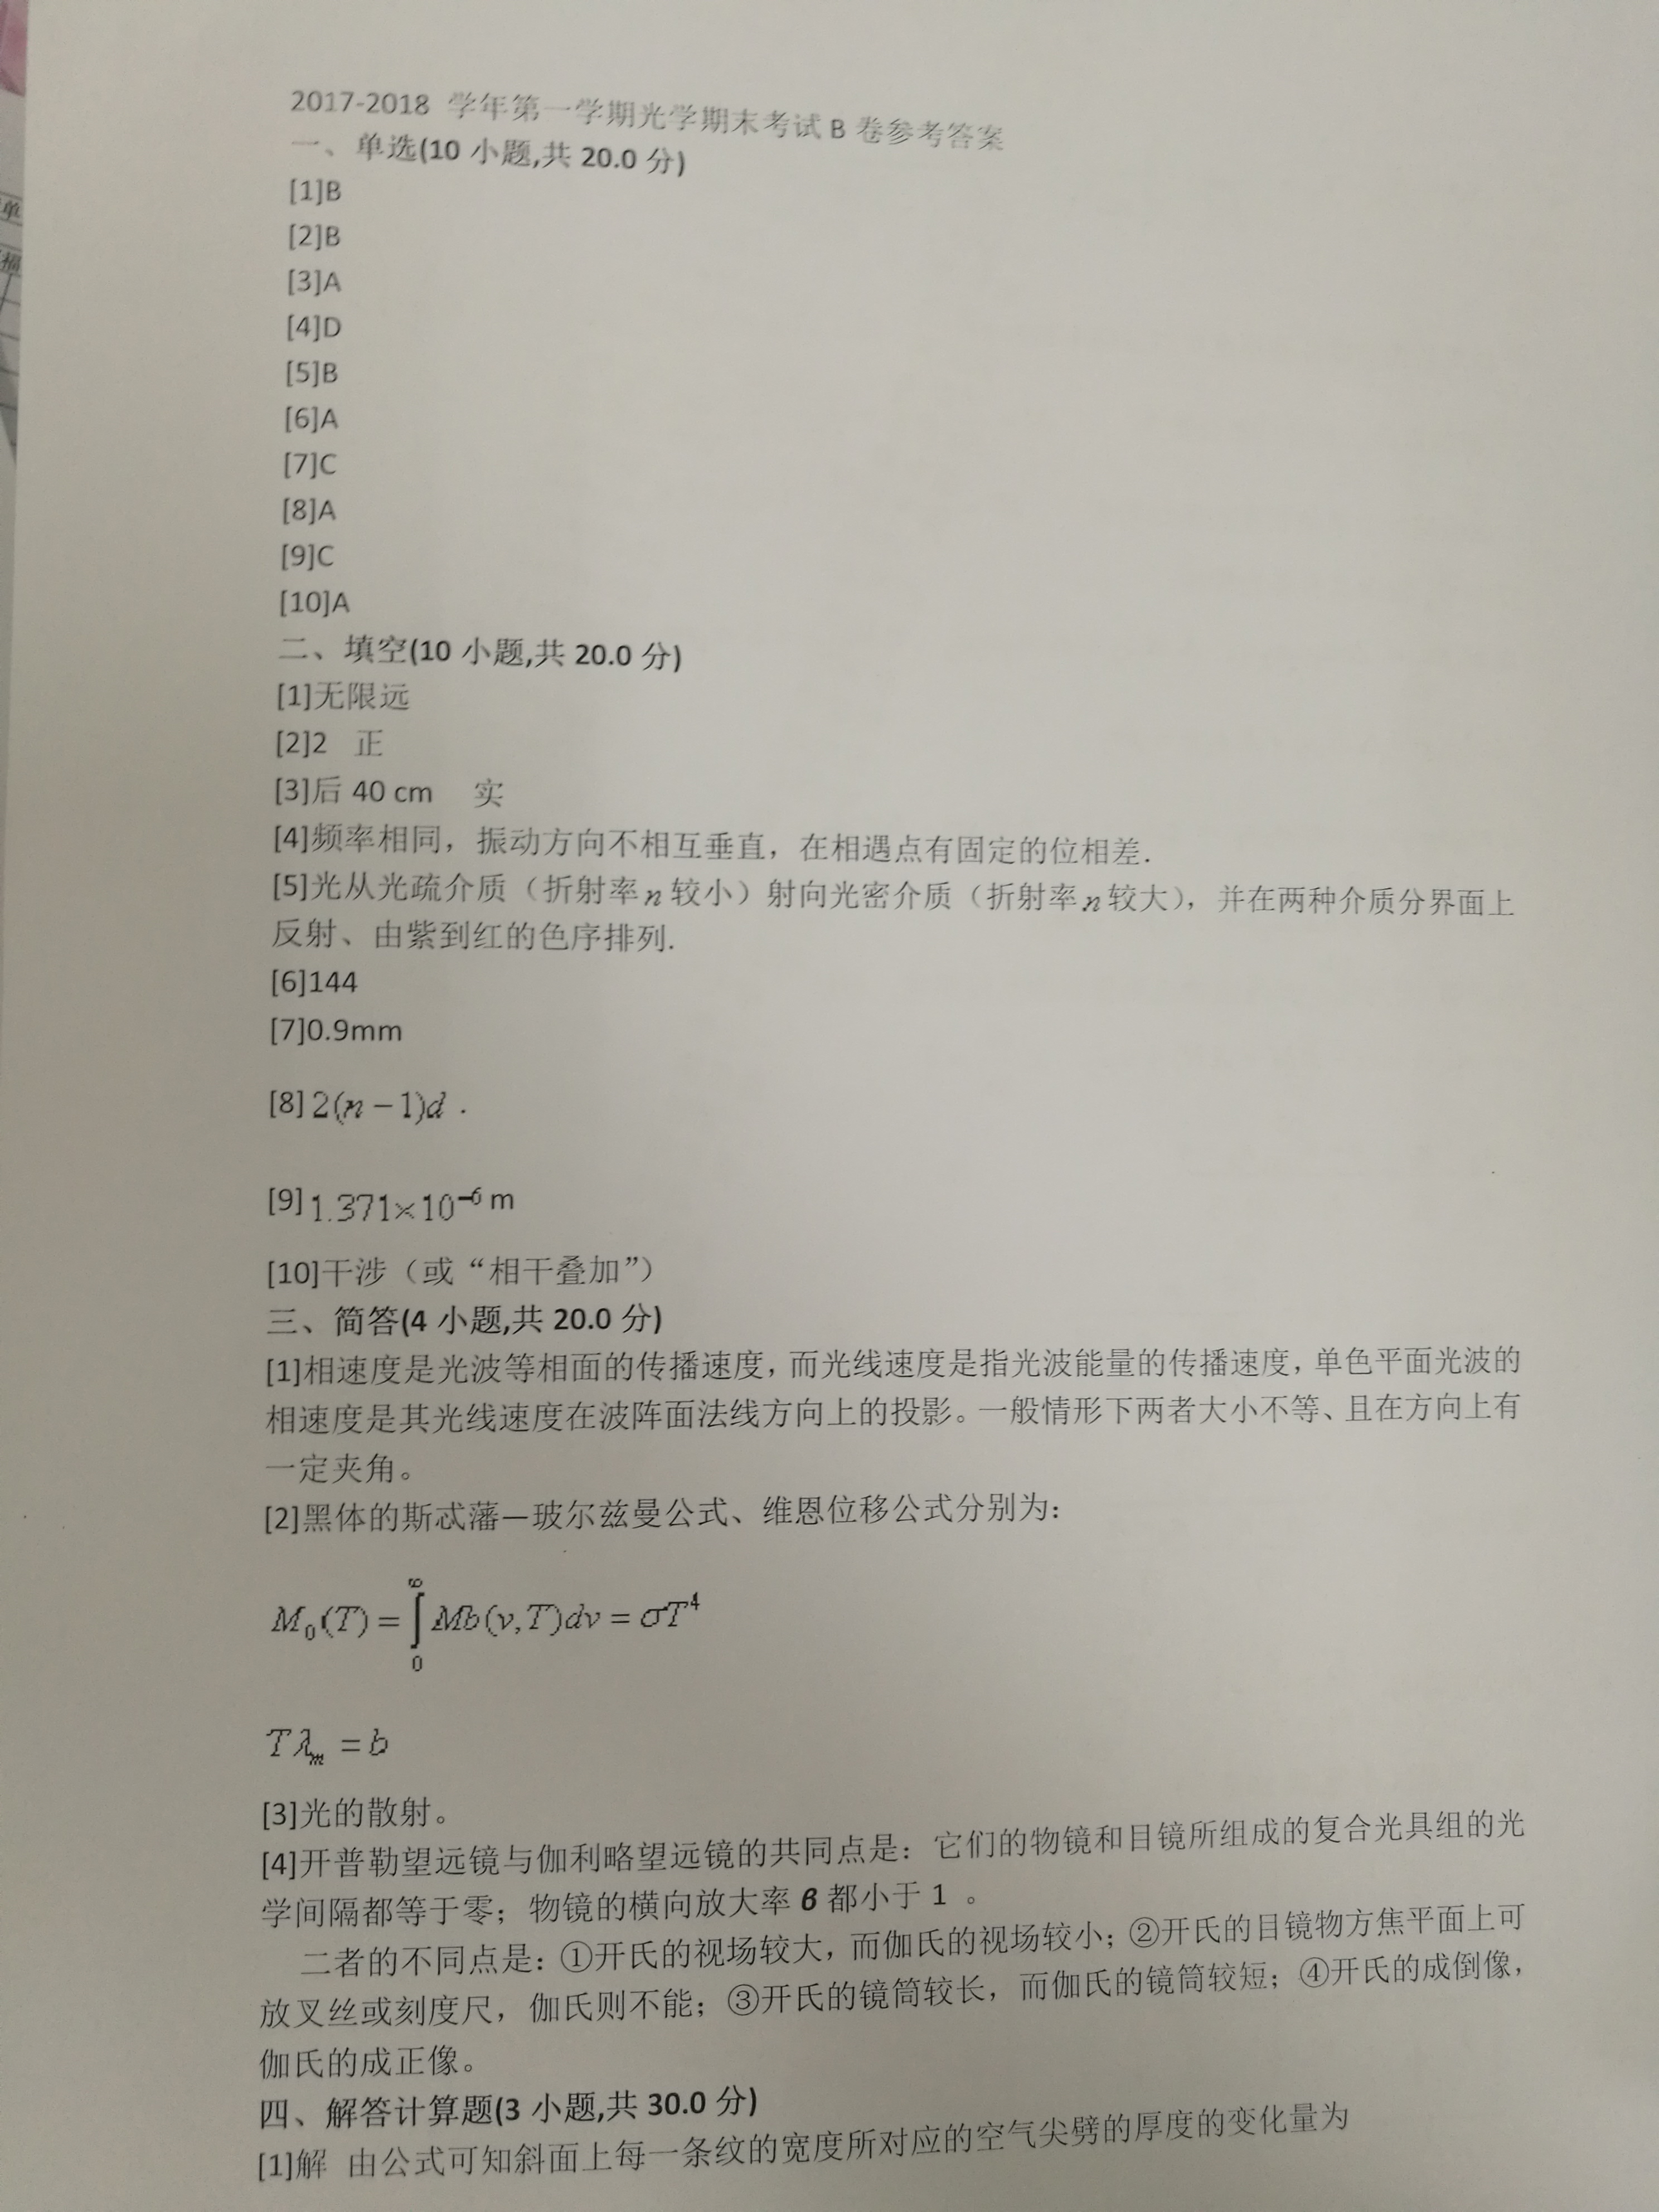 2017-2018 学年第一学期光学期末考试 B 卷参考答案
一、单选(10 小题,共 20.0 分)
[1]B
[2]B
[3]A
[4]D
[5]B
[6]A
[7]C
[8]A
[9]C
[10]A
二、填空(10 小题,共 20.0 分)
[1]无限远
[2]2 正
[3]后 40 cm 实
[4]频率相同，振动方向不相互垂直，在相遇点有固定的位相差.
[5]光从光疏介质（折射率 n 较小）射向光密介质（折射率 n 较大），并在两种介质分界面上
反射、由紫到红的色序排列.
[6]144
[7]0.9mm
[8] 2(n－1)d .
[9] 1.371×10⁻⁶ m
[10]干涉（或“相干叠加”）
三、简答(4 小题,共 20.0 分)
[1]相速度是光波等相面的传播速度，而光线速度是指光波能量的传播速度，单色平面光波的
相速度是其光线速度在波阵面法线方向上的投影。一般情形下两者大小不等、且在方向上有
一定夹角。
[2]黑体的斯忒藩—玻尔兹曼公式、维恩位移公式分别为：
M₀(T) = ∫₀^∞ Mb(v,T)dv = σT⁴
Tλₘ = b
[3]光的散射。
[4]开普勒望远镜与伽利略望远镜的共同点是：它们的物镜和目镜所组成的复合光具组的光
学间隔都等于零；物镜的横向放大率 β 都小于 1 。
二者的不同点是：①开氏的视场较大，而伽氏的视场较小；②开氏的目镜物方焦平面上可
放叉丝或刻度尺，伽氏则不能；③开氏的镜筒较长，而伽氏的镜筒较短；④开氏的成倒像，
伽氏的成正像。
四、解答计算题(3 小题,共 30.0 分)
[1]解 由公式可知斜面上每一条纹的宽度所对应的空气尖劈的厚度的变化量为